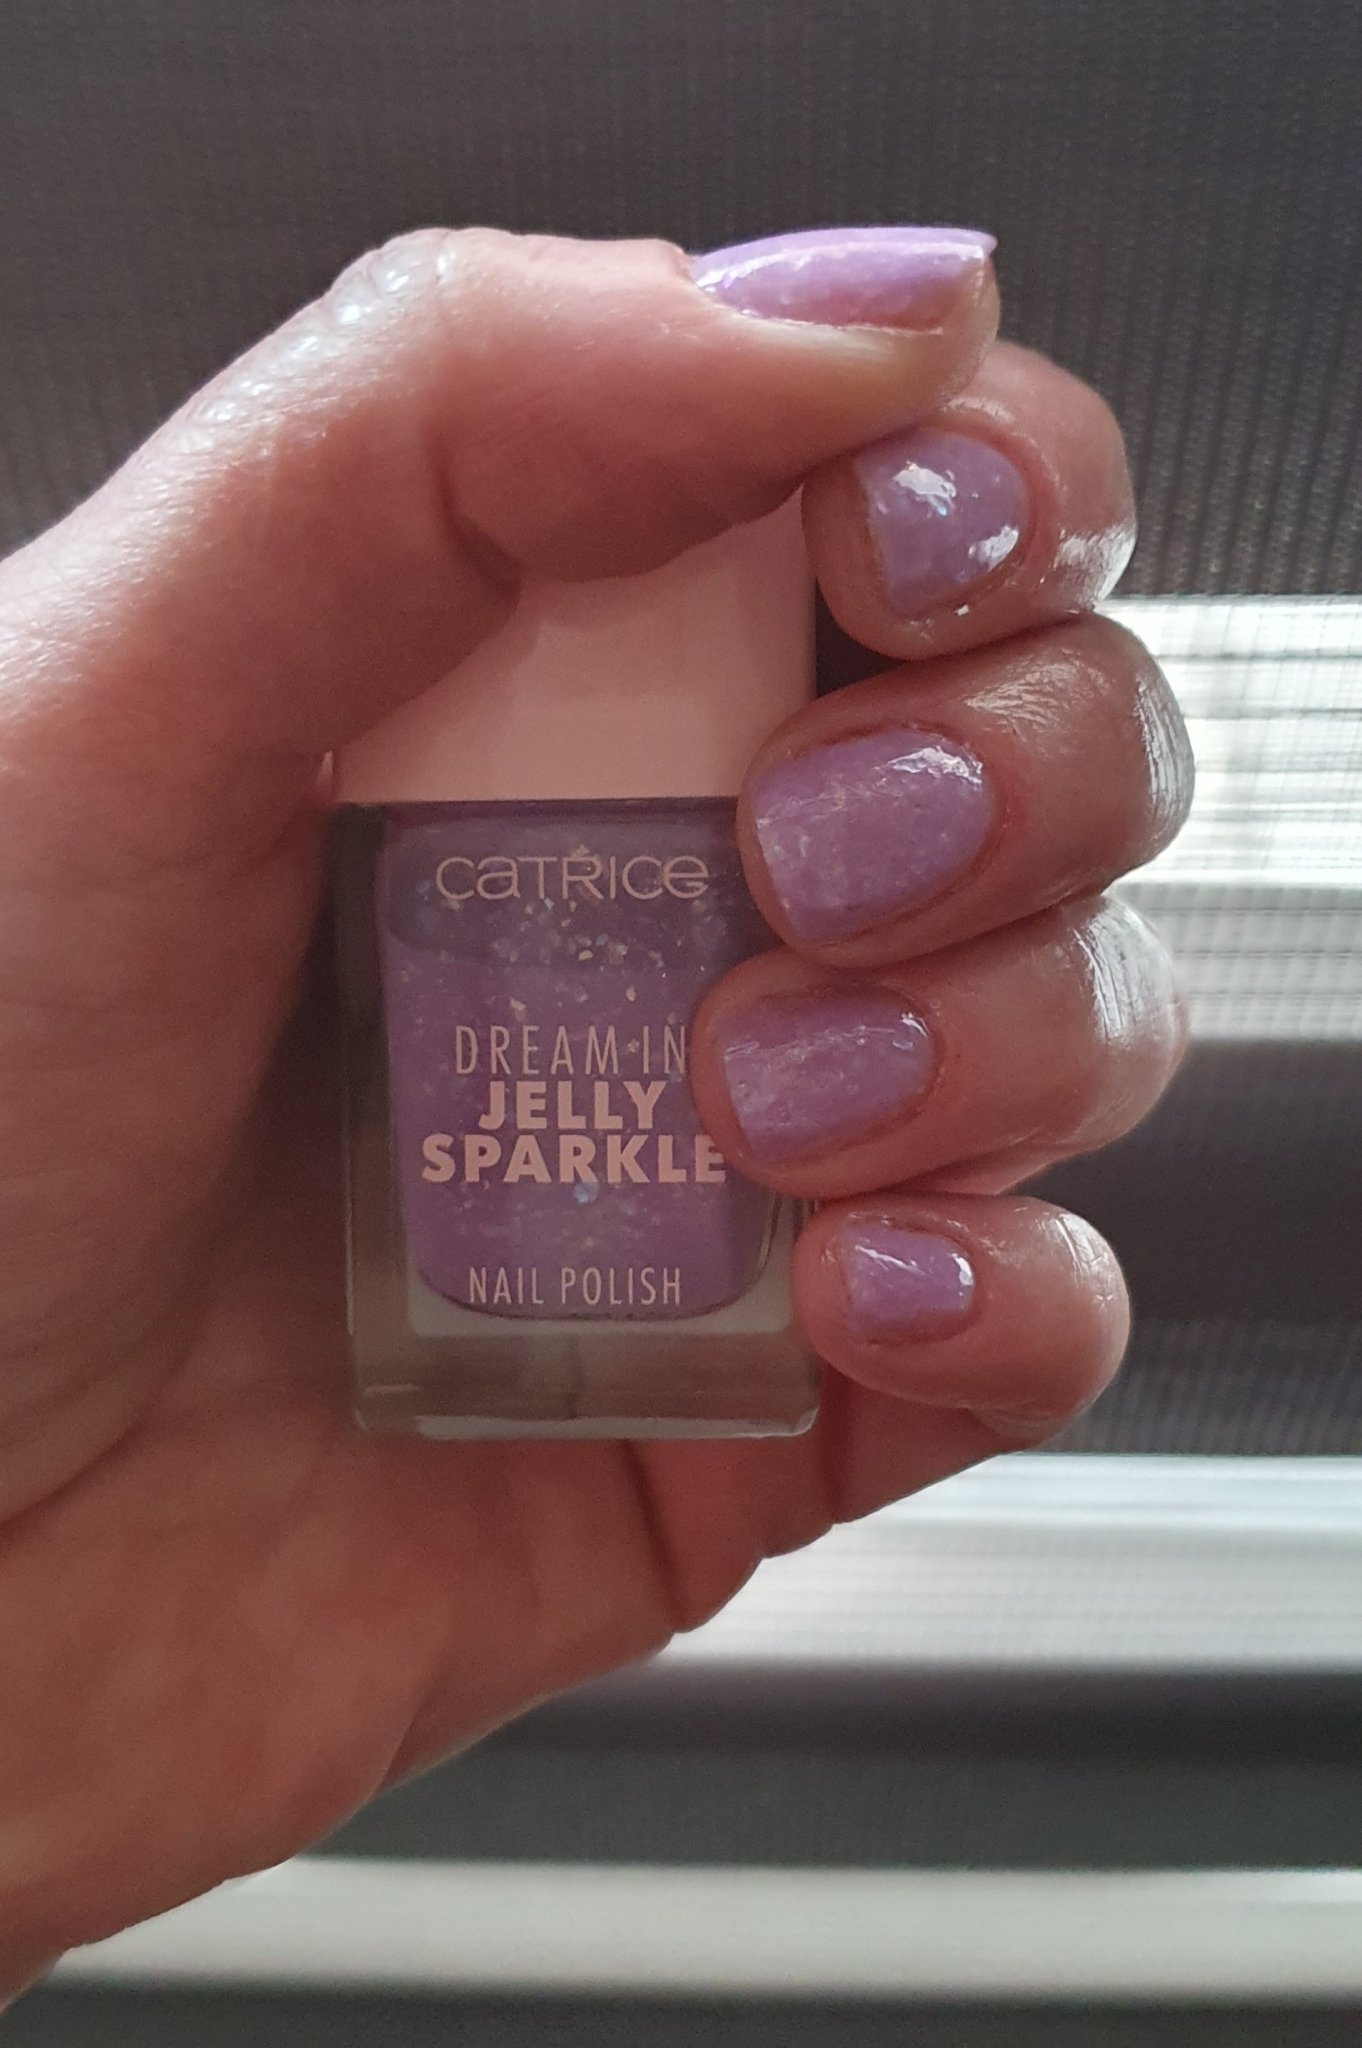 CATRICE
DREAM IN
JELLY
SPARKLE
NAIL POLISH